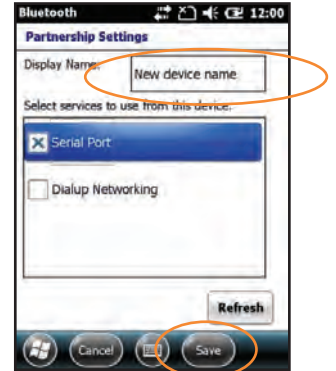 Bluetooth 12:00
Partnership Settings
Display Name: New device name
Select services to use from this device.
Serial Port
Dialup Networking
Refresh
Cancel Save